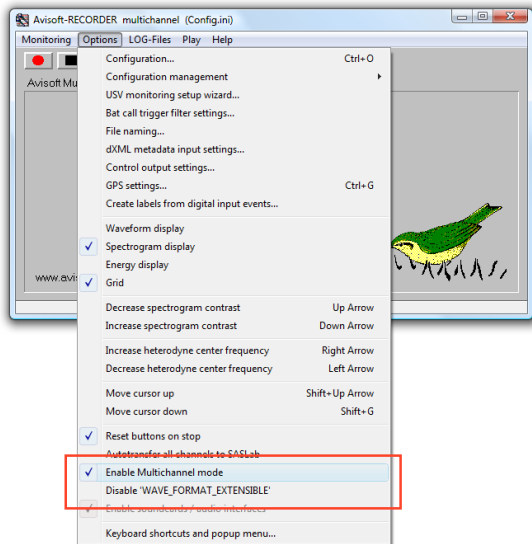 Avisoft-RECORDER multichannel (Config.ini)
Monitoring Options LOG-Files Play Help
Avisoft Mu
Configuration... Ctrl+O
Configuration management
USV monitoring setup wizard...
Bat call trigger filter settings...
File naming...
dXML metadata input settings...
Control output settings...
GPS settings... Ctrl+G
Create labels from digital input events...
Waveform display
Spectrogram display
Energy display
www.avi
Grid
Decrease spectrogram contrast Up Arrow
Increase spectrogram contrast Down Arrow
Increase heterodyne center frequency Right Arrow
Decrease heterodyne center frequency Left Arrow
Move cursor up Shift+Up Arrow
Move cursor down Shift+G
Reset buttons on stop
Autotransfer all channels to SASLab
Enable Multichannel mode
Disable 'WAVE_FORMAT_EXTENSIBLE'
Enable soundcards / audio interfaces
Keyboard shortcuts and popup menu...